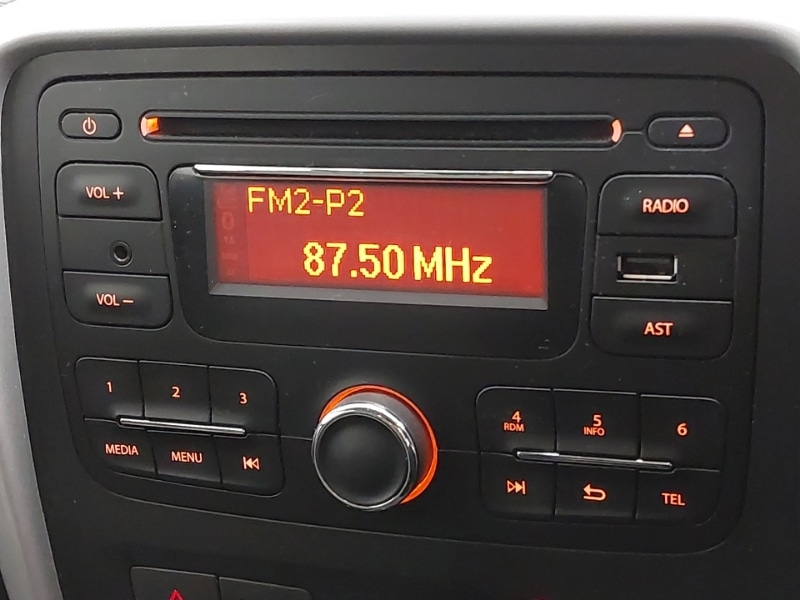 VOL +
FM2-P2
87.50 MHz
RADIO
VOL −
AST
1
2
3
MEDIA
MENU
4
RDM
5
INFO
6
TEL